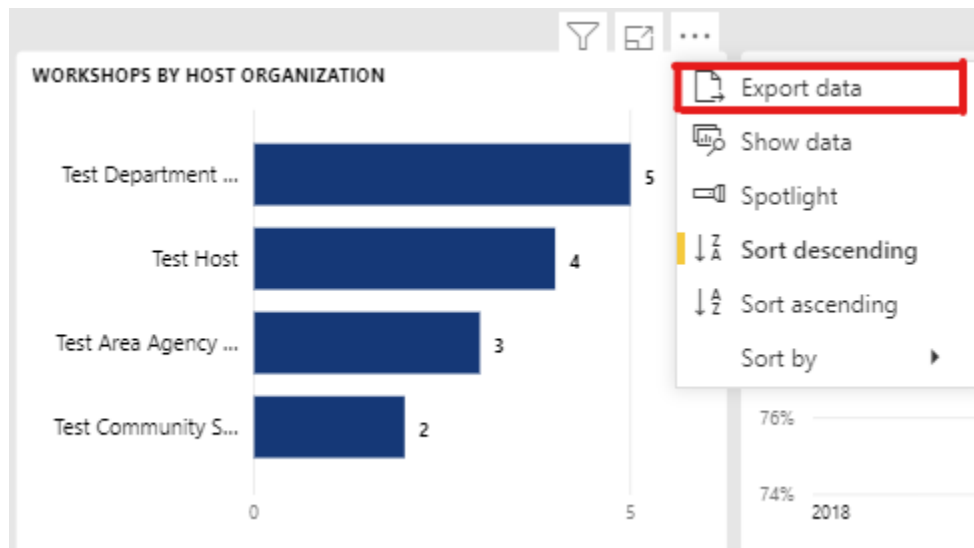 WORKSHOPS BY HOST ORGANIZATION
Test Department ...
5
Test Host
4
Test Area Agency ...
3
Test Community S...
2
0
5
Export data
Show data
Spotlight
Z
A
Sort descending
A
Z
Sort ascending
Sort by
76%
74%
2018